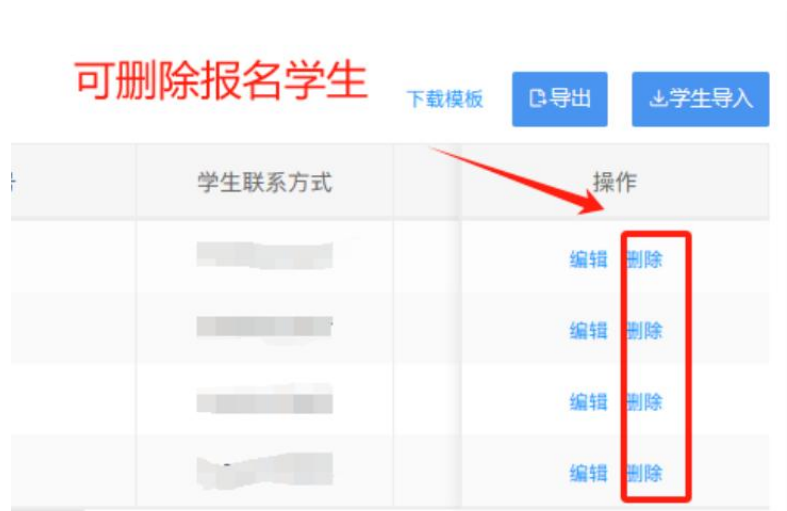 可删除报名学生
下载模板 导出 学生导入
学生联系方式 操作
编辑 删除
编辑 删除
编辑 删除
编辑 删除